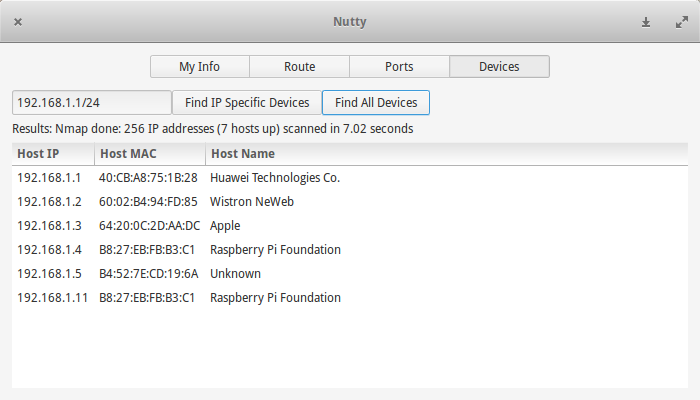 Nutty
My Info Route Ports Devices
192.168.1.1/24 Find IP Specific Devices Find All Devices
Results: Nmap done: 256 IP addresses (7 hosts up) scanned in 7.02 seconds
Host IP Host MAC Host Name
192.168.1.1 40:CB:A8:75:1B:28 Huawei Technologies Co.
192.168.1.2 60:02:B4:94:FD:85 Wistron NeWeb
192.168.1.3 64:20:0C:2D:AA:DC Apple
192.168.1.4 B8:27:EB:FB:B3:C1 Raspberry Pi Foundation
192.168.1.5 B4:52:7E:CD:19:6A Unknown
192.168.1.11 B8:27:EB:FB:B3:C1 Raspberry Pi Foundation